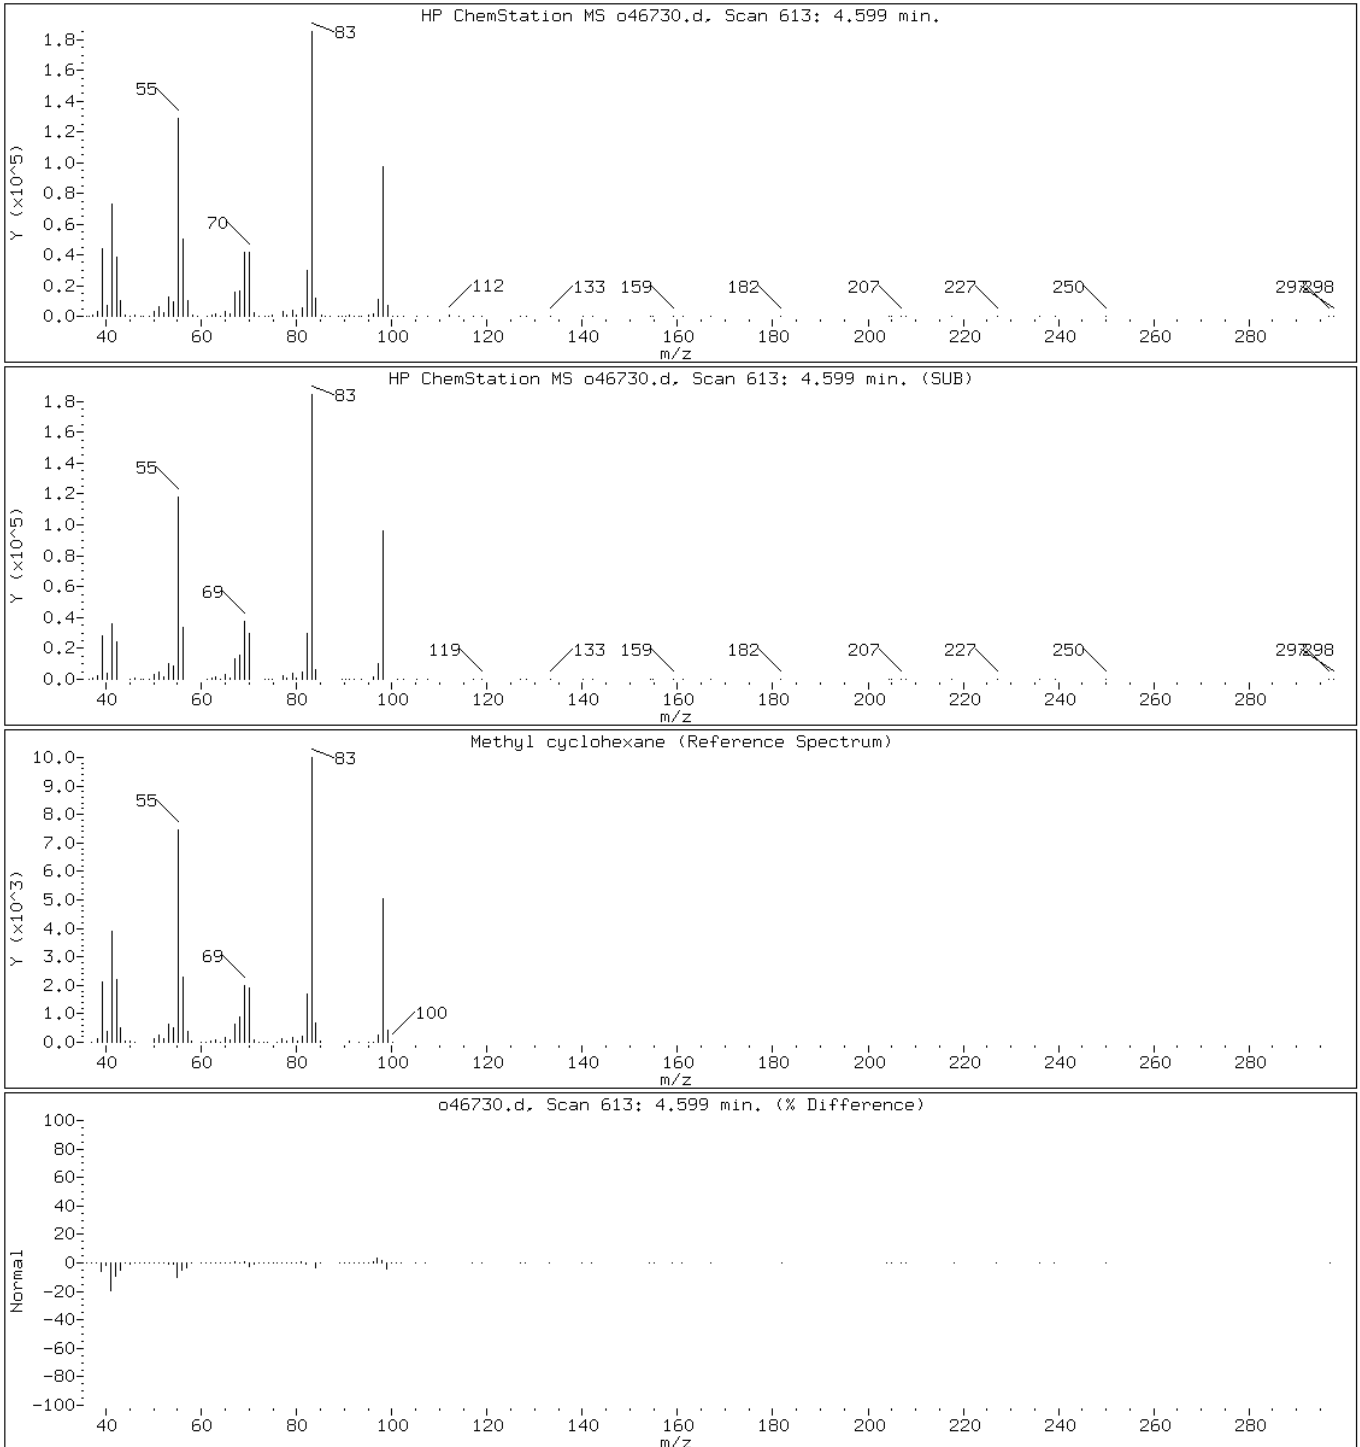 HP ChemStation MS o46730.d, Scan 613: 4.599 min.
Y (x10^5)
1.8
1.6
1.4
1.2
1.0
0.8
0.6
0.4
0.2
0.0
83
55
70
112 133 159 182 207 227 250 297 298
40 60 80 100 120 140 160 180 200 220 240 260 280
m/z
HP ChemStation MS o46730.d, Scan 613: 4.599 min. (SUB)
Y (x10^5)
1.8
1.6
1.4
1.2
1.0
0.8
0.6
0.4
0.2
0.0
83
55
69
119 133 159 182 207 227 250 297 298
40 60 80 100 120 140 160 180 200 220 240 260 280
m/z
Methyl cyclohexane (Reference Spectrum)
Y (x10^3)
10.0
9.0
8.0
7.0
6.0
5.0
4.0
3.0
2.0
1.0
0.0
83
55
69
100
40 60 80 100 120 140 160 180 200 220 240 260 280
m/z
o46730.d, Scan 613: 4.599 min. (% Difference)
Normal
100
80
60
40
20
0
-20
-40
-60
-80
-100
40 60 80 100 120 140 160 180 200 220 240 260 280
m/z